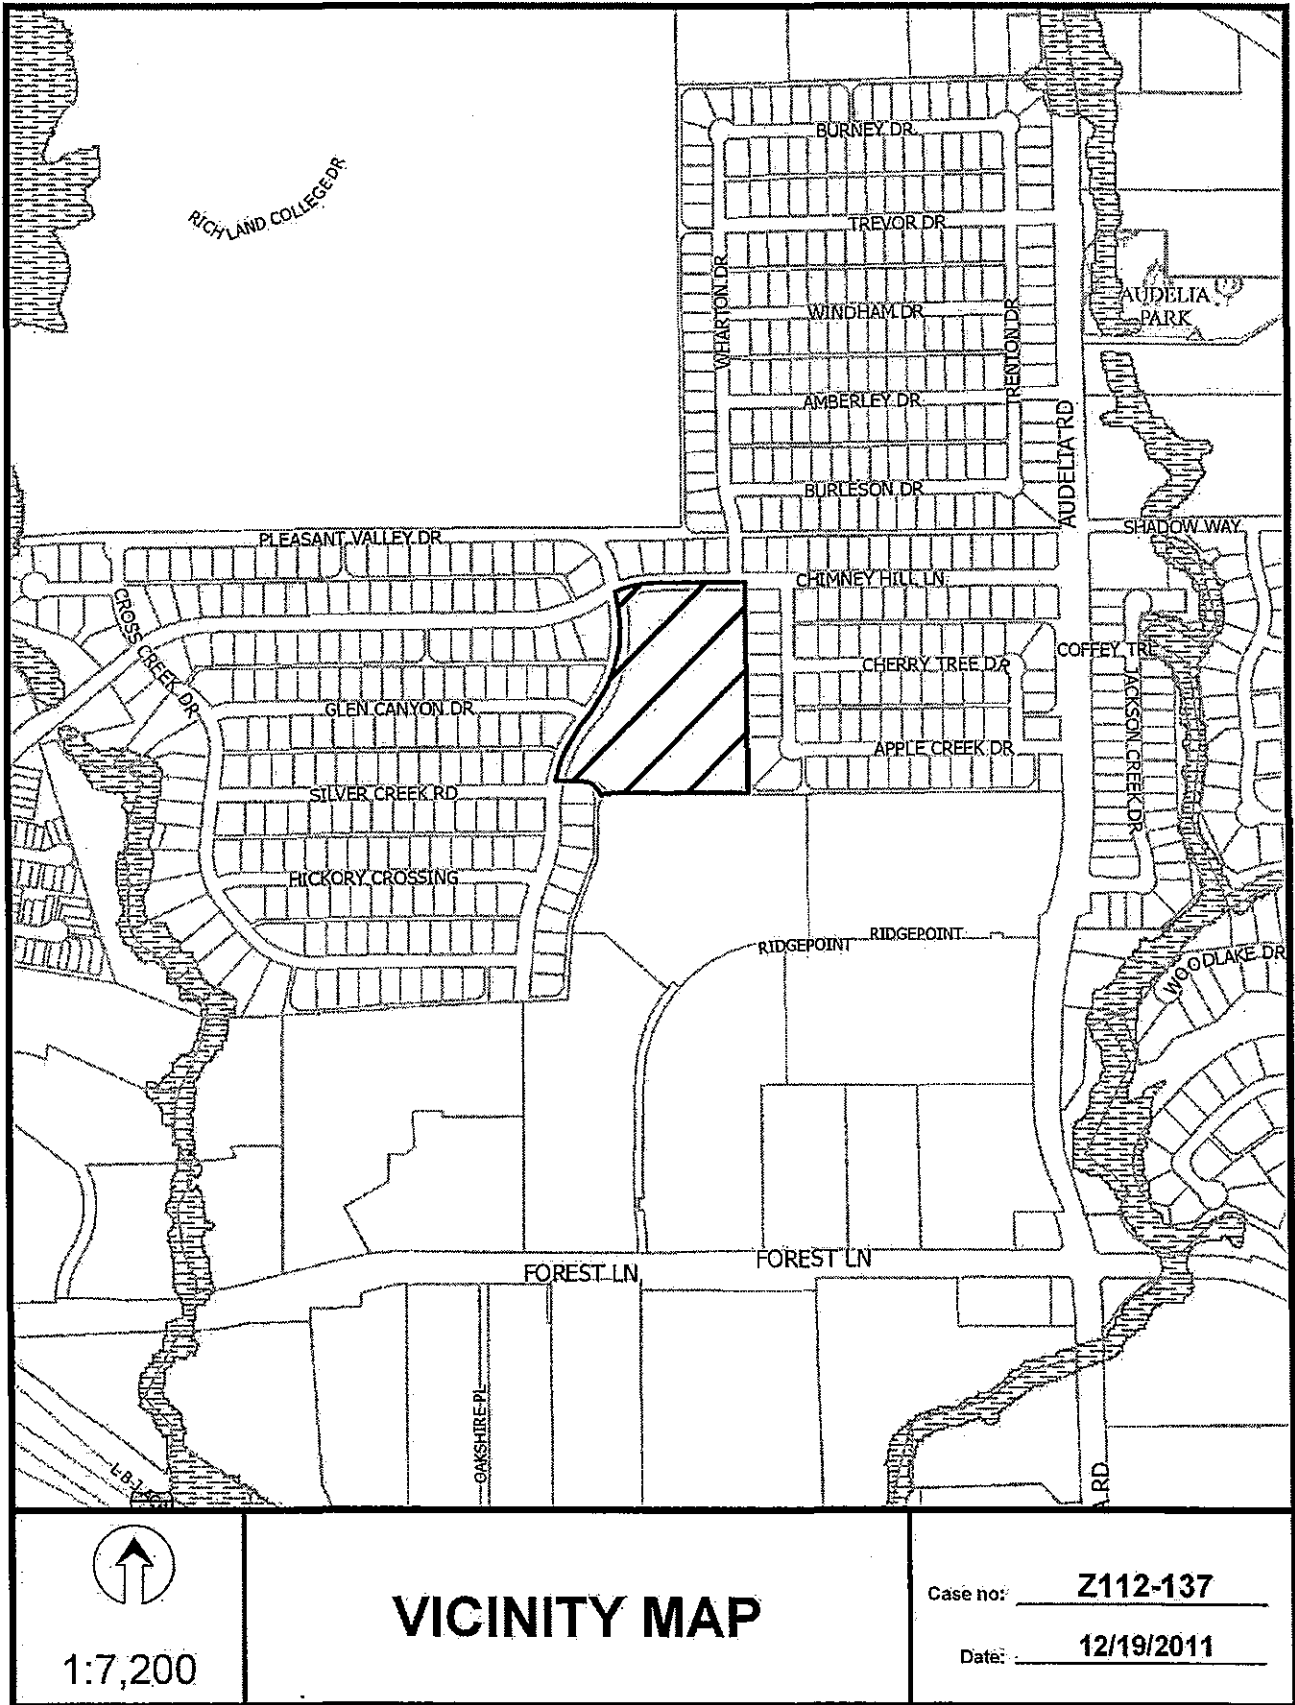 BURNEY DR.
RICHLAND COLLEGE DR
TREVOR DR
WHARTON DR
AUDELIA
PARK
WINDHAM DR
TRENTON DR
AMBERLEY DR
AUDELIA RD
BURLESON DR
SHADOW WAY
PLEASANT VALLEY DR
CHIMNEY HILL LN
CROSS CREEK DR
COFFEY TRL
CHERRY TREE DR
JACKSON CREEK DR
GLEN CANYON DR
APPLE CREEK DR
SILVER CREEK RD
HICKORY CROSSING
RIDGEPOINT
RIDGEPOINT
WOODLAKE DR
FOREST LN
FOREST LN
OAKSHIRE PL
A RD
1:7,200
VICINITY MAP
Case no: Z112-137
Date: 12/19/2011